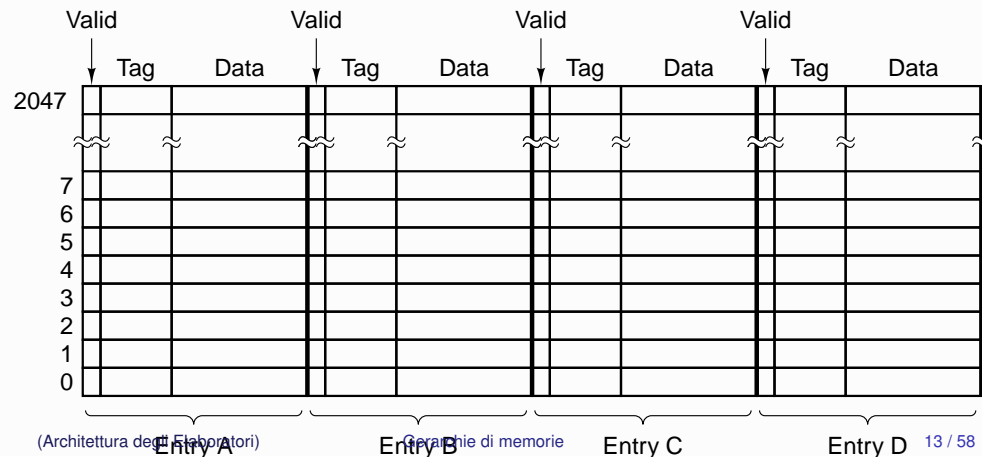 Valid Valid Valid Valid
Tag Data Tag Data Tag Data Tag Data
2047
7
6
5
4
3
2
1
0
Entry A Entry B Entry C Entry D
(Architettura degli Elaboratori) Gerarchie di memorie 13 / 58